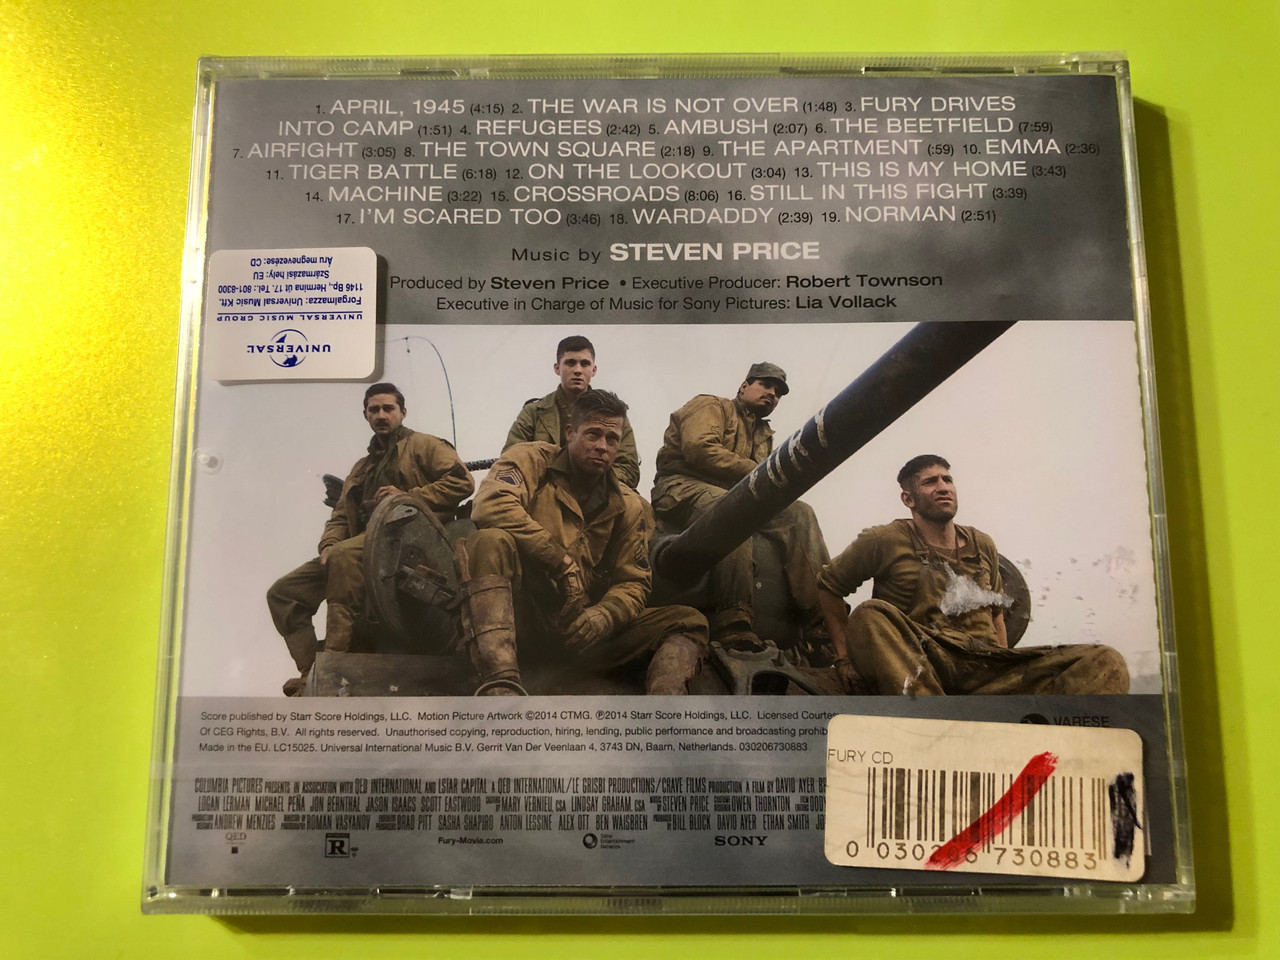 1. APRIL, 1945 (4:15) 2. THE WAR IS NOT OVER (1:48) 3. FURY DRIVES
INTO CAMP (1:51) 4. REFUGEES (2:42) 5. AMBUSH (2:07) 6. THE BEETFIELD (7:59)
7. AIRFIGHT (3:05) 8. THE TOWN SQUARE (2:18) 9. THE APARTMENT (:59) 10. EMMA (2:36)
11. TIGER BATTLE (6:18) 12. ON THE LOOKOUT (3:04) 13. THIS IS MY HOME (3:43)
14. MACHINE (3:22) 15. CROSSROADS (8:06) 16. STILL IN THIS FIGHT (3:39)
17. I'M SCARED TOO (3:46) 18. WARDADDY (2:39) 19. NORMAN (2:51)
Music by STEVEN PRICE
Produced by Steven Price • Executive Producer: Robert Townson
Executive in Charge of Music for Sony Pictures: Lia Vollack
UNIVERSAL
UNIVERSAL MUSIC GROUP
Forgalmazza: Universal Music Kft.
1146 Bp., Hermina út 17. Tel.: 801-8300
Származási hely: EU
Áru megnevezése: CD
FURY
Score published by Starr Score Holdings, LLC. Motion Picture Artwork ©2014 CTMG. ℗2014 Starr Score Holdings, LLC. Licensed
Of CEG Rights, B.V. All rights reserved. Unauthorised copying, reproduction, hiring, lending, public performance and broadcasting
Made in the EU. LC15025. Universal International Music B.V. Gerrit Van Der Veenlaan 4, 3743 DN, Baarn, Netherlands. 030206730883
VARÈSE
FURY CD
0 030206 730883
COLUMBIA PICTURES PRESENTS IN ASSOCIATION WITH QED INTERNATIONAL AND LSTAR CAPITAL A QED INTERNATIONAL/LE GRISBI PRODUCTIONS/CRAVE FILMS PRODUCTION A FILM BY DAVID AYER
LOGAN LERMAN MICHAEL PEÑA JON BERNTHAL JASON ISAACS SCOTT EASTWOOD CASTING BY MARY VERNIEU, CSA LINDSAY GRAHAM, CSA MUSIC BY STEVEN PRICE OWEN THORNTON
ANDREW MENZIES ROMAN VASYANOV BRAD PITT SASHA SHAPIRO ANTON LESSINE ALEX OTT BEN WAISBREN BILL BLOCK DAVID AYER ETHAN SMITH
QED R Fury-Movie.com Sony Entertainment Network SONY